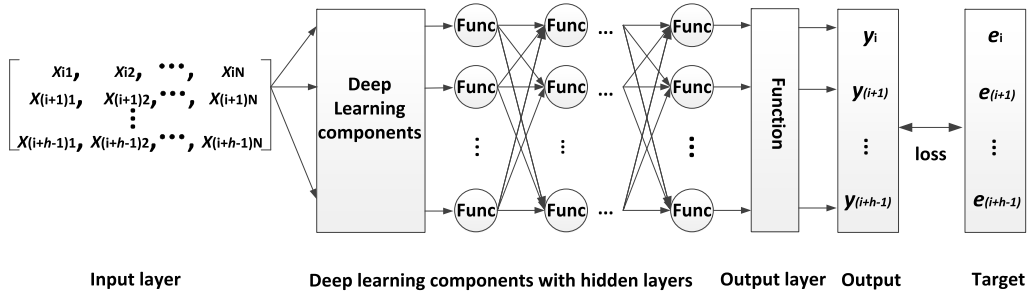 Xi1, Xi2, ···, XiN
X(i+1)1, X(i+1)2,···, X(i+1)N
⋮
X(i+h-1)1, X(i+h-1)2,···, X(i+h-1)N
Deep
Learning
components
Func Func ... Func
Func Func Func
⋮ ⋮ ⋮
Func Func ... Func
Function
yi
y(i+1)
⋮
y(i+h-1)
loss
ei
e(i+1)
⋮
e(i+h-1)
Input layer
Deep learning components with hidden layers
Output layer
Output
Target